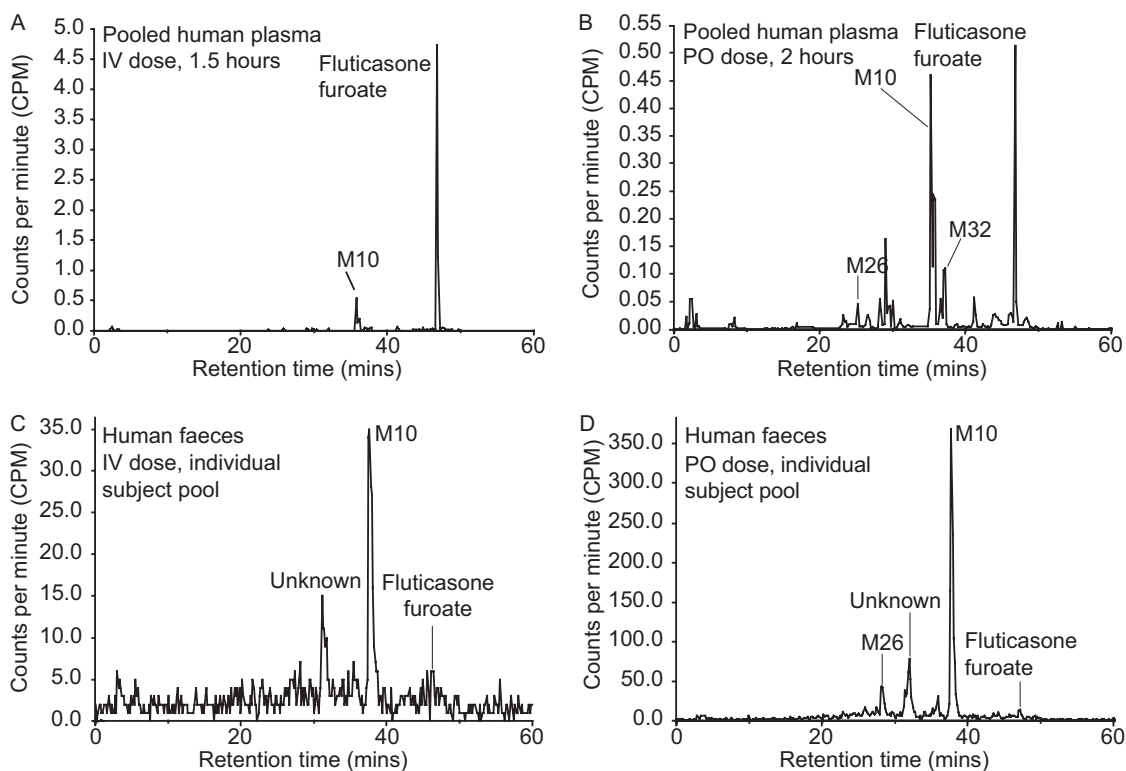 A
Pooled human plasma
IV dose, 1.5 hours
Fluticasone
furoate
M10
5.0
4.5
4.0
3.5
3.0
2.5
2.0
1.5
1.0
0.5
0.0
0
20
40
60
Counts per minute (CPM)
Retention time (mins)
B
Pooled human plasma
PO dose, 2 hours
Fluticasone
furoate
M10
M32
M26
0.55
0.50
0.45
0.40
0.35
0.30
0.25
0.20
0.15
0.10
0.05
0.00
0
20
40
60
Counts per minute (CPM)
Retention time (mins)
C
Human faeces
IV dose, individual
subject pool
M10
Unknown
Fluticasone
furoate
35.0
30.0
25.0
20.0
15.0
10.0
5.0
0.0
0
20
40
60
Counts per minute (CPM)
Retention time (mins)
D
Human faeces
PO dose, individual
subject pool
M10
Unknown
M26
Fluticasone
furoate
350.0
300.0
250.0
200.0
150.0
100.0
50.0
0.0
0
20
40
60
Counts per minute (CPM)
Retention time (mins)